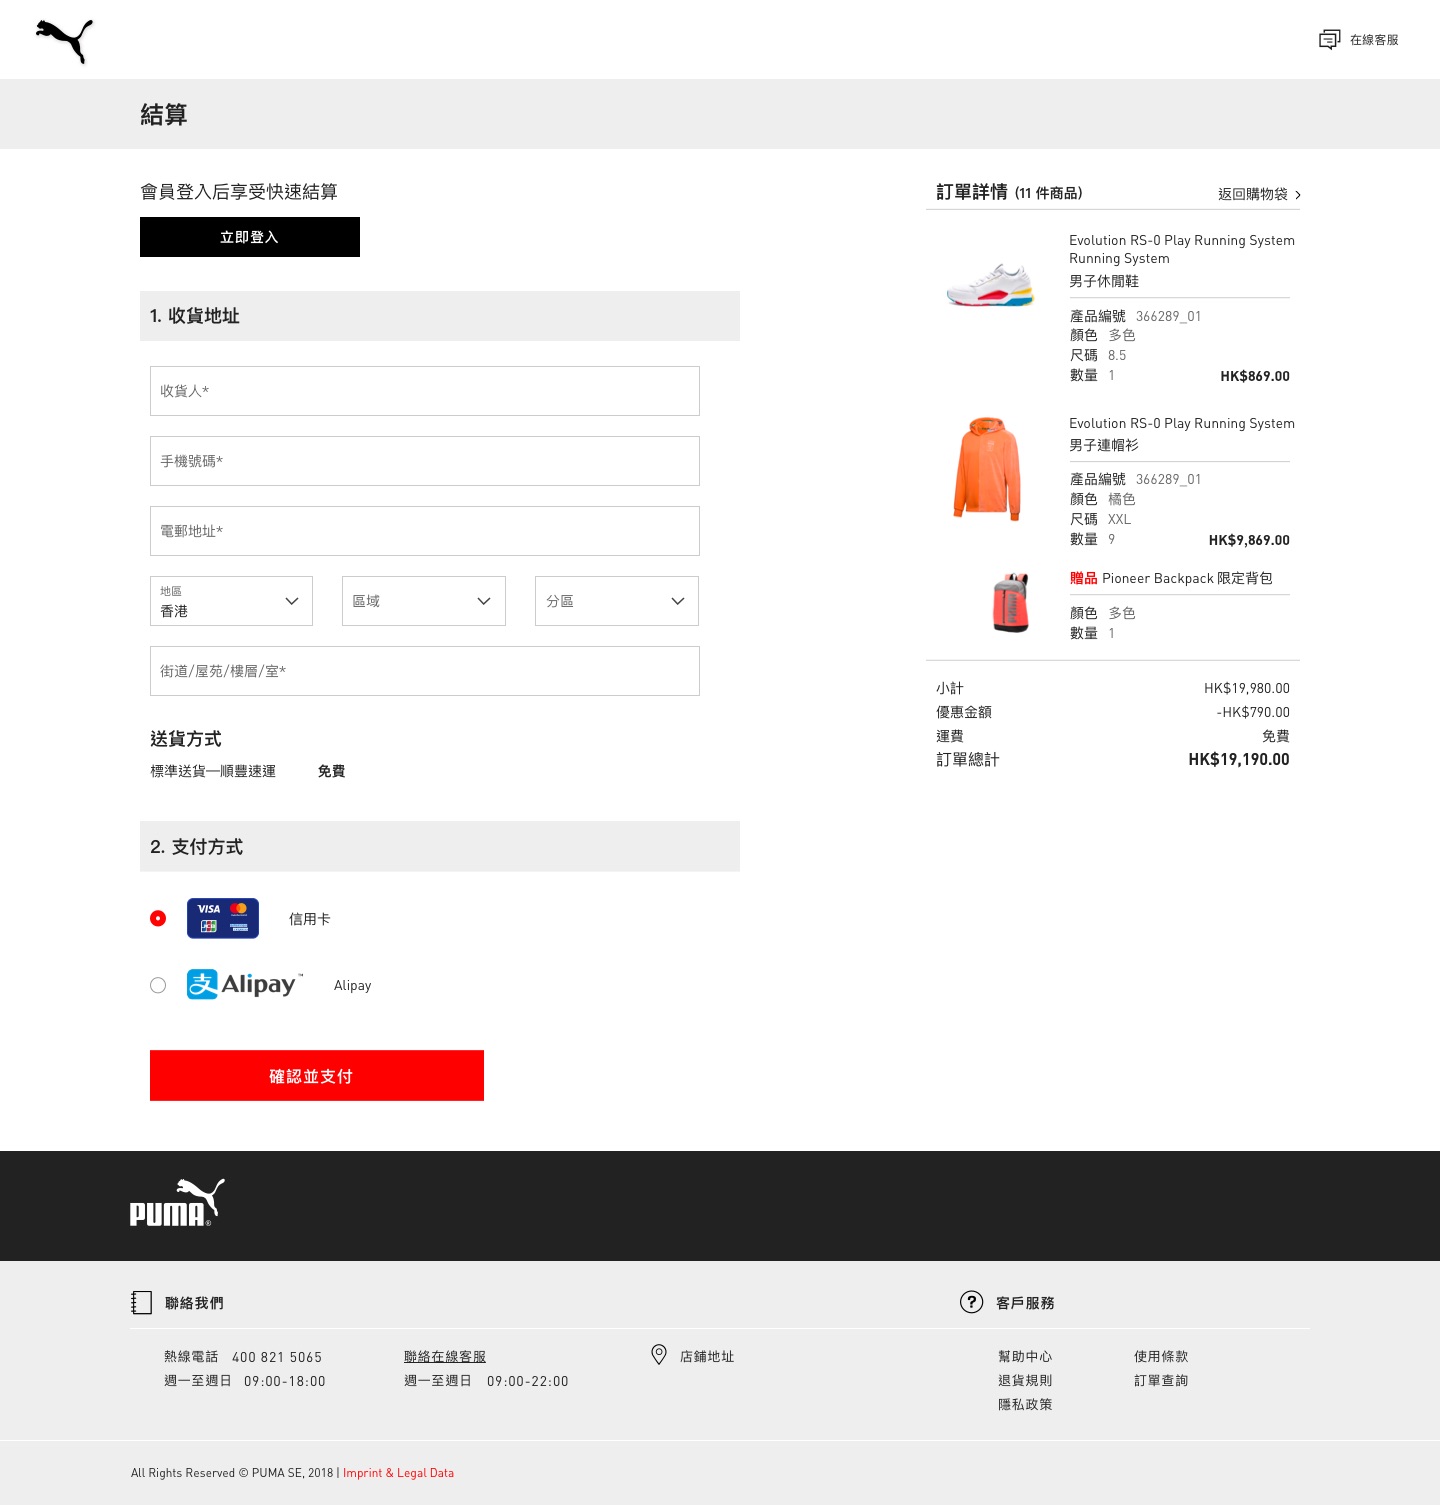 在線客服
結算
會員登入后享受快速結算
立即登入
1. 收貨地址
收貨人*
手機號碼*
電郵地址*
地區
香港
區域
分區
街道/屋苑/樓層/室*
送貨方式
標準送貨—順豐速運 免費
2. 支付方式
VISA
JCB
信用卡
支 Alipay™
Alipay
確認並支付
訂單詳情 (11 件商品)
返回購物袋
Evolution RS-0 Play Running System
Running System
男子休閒鞋
產品編號 366289_01
顏色 多色
尺碼 8.5
數量 1
HK$869.00
Evolution RS-0 Play Running System
男子連帽衫
產品編號 366289_01
顏色 橘色
尺碼 XXL
數量 9
HK$9,869.00
贈品 Pioneer Backpack 限定背包
顏色 多色
數量 1
小計 HK$19,980.00
優惠金額 -HK$790.00
運費 免費
訂單總計 HK$19,190.00
PUMA®
聯絡我們
熱線電話 400 821 5065
週一至週日 09:00-18:00
聯絡在線客服
週一至週日 09:00-22:00
店鋪地址
客戶服務
幫助中心
退貨規則
隱私政策
使用條款
訂單查詢
All Rights Reserved © PUMA SE, 2018 | Imprint & Legal Data